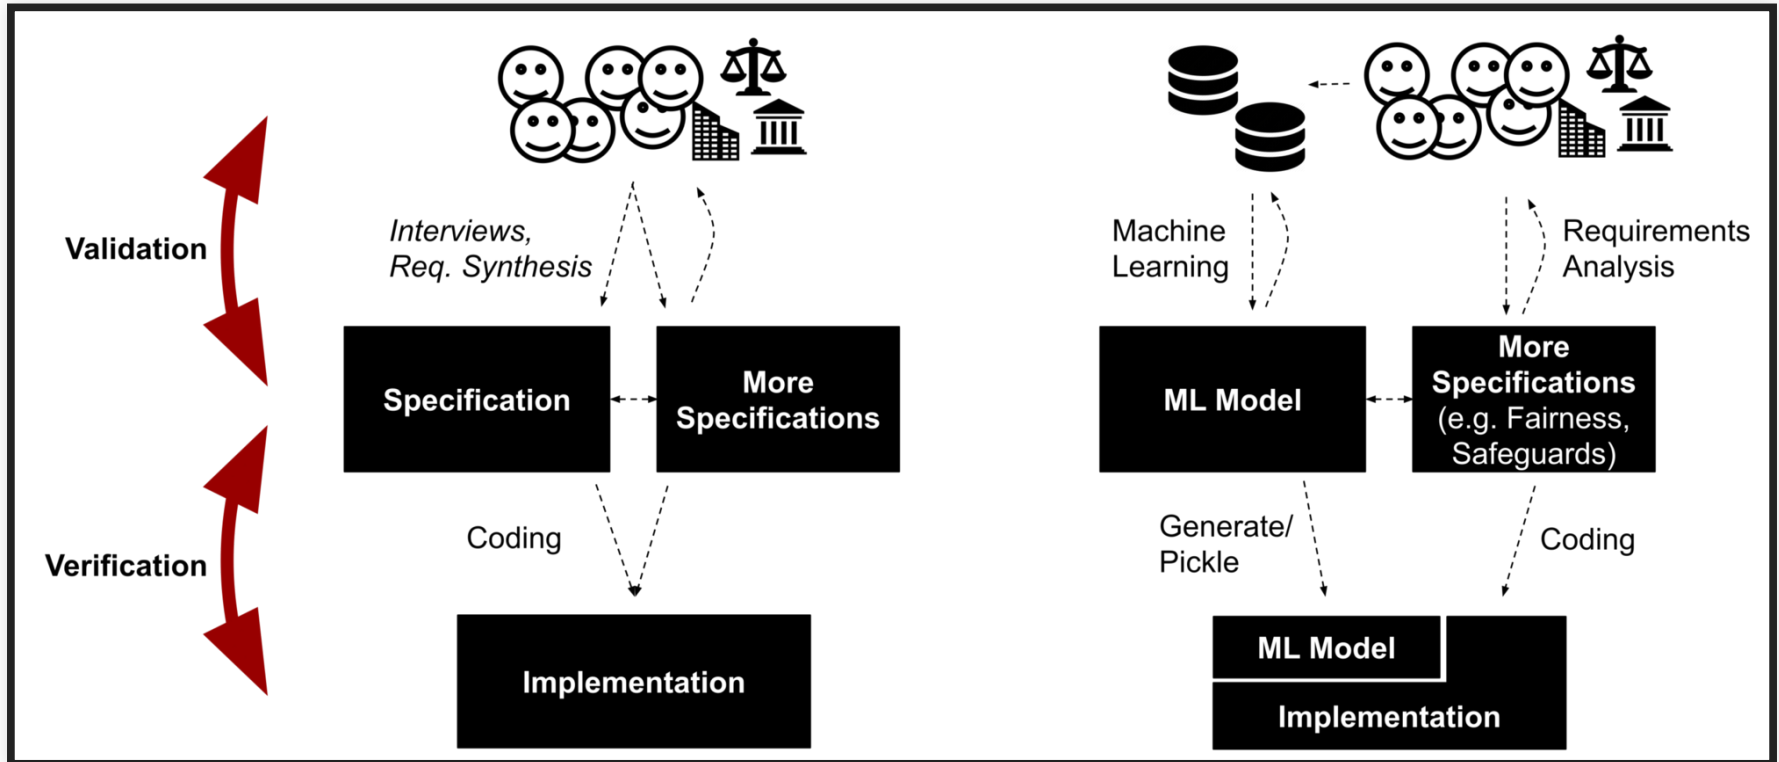 Validation
Interviews,
Req. Synthesis
Machine
Learning
Requirements
Analysis
Specification
More
Specifications
ML Model
More
Specifications
(e.g. Fairness,
Safeguards)
Verification
Coding
Generate/
Pickle
Coding
Implementation
ML Model
Implementation